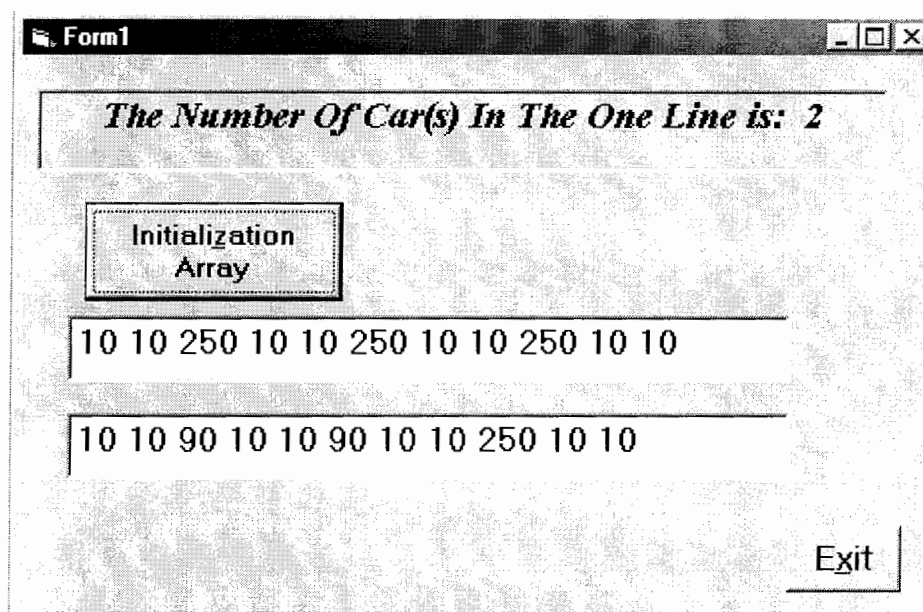 Form1
The Number Of Car(s) In The One Line is: 2
Initialization
Array
10 10 250 10 10 250 10 10 250 10 10
10 10 90 10 10 90 10 10 250 10 10
Exit